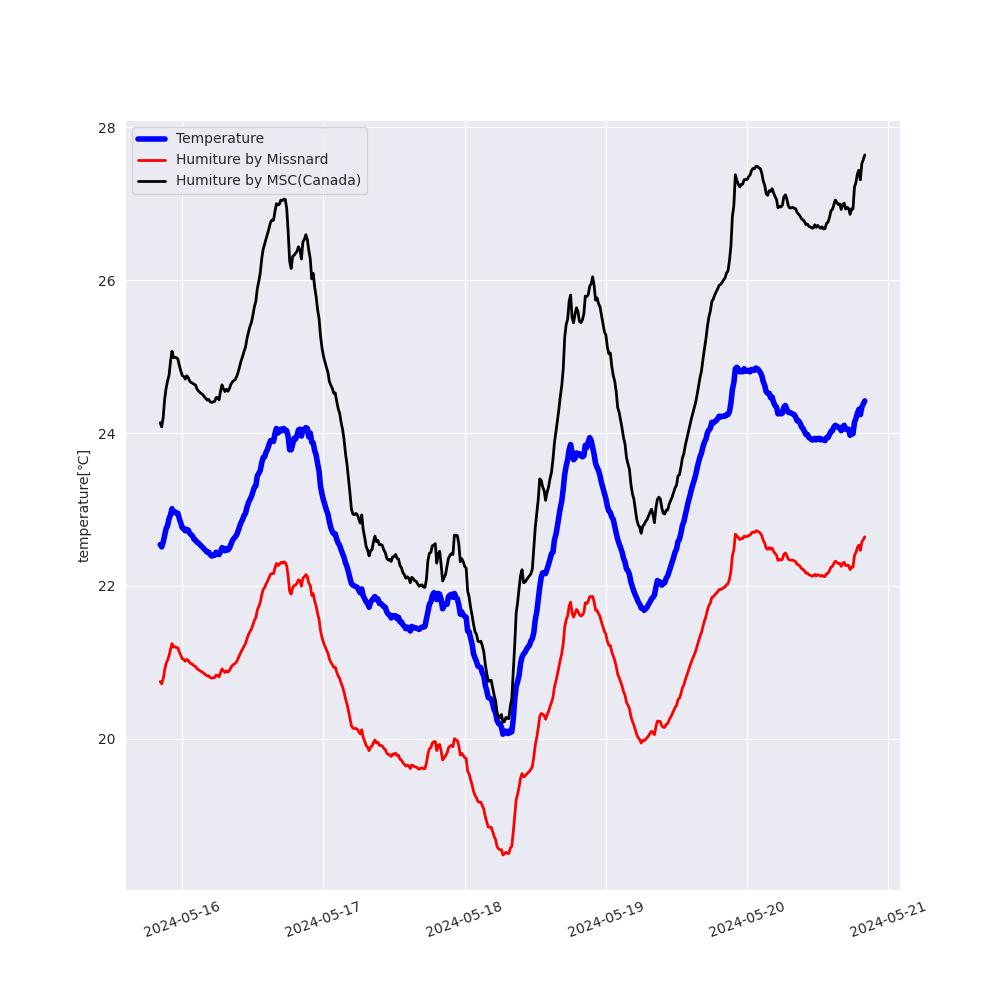 28
Temperature
Humiture by Missnard
Humiture by MSC(Canada)
26
24
temperature[℃]
22
20
2024-05-16
2024-05-17
2024-05-18
2024-05-19
2024-05-20
2024-05-21